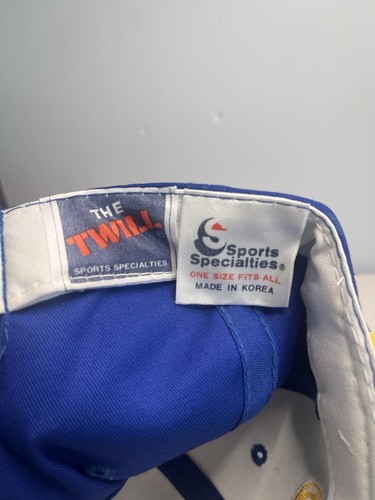 THE
TWILL
SPORTS SPECIALTIES
Sports
Specialties®
ONE SIZE FITS ALL
MADE IN KOREA